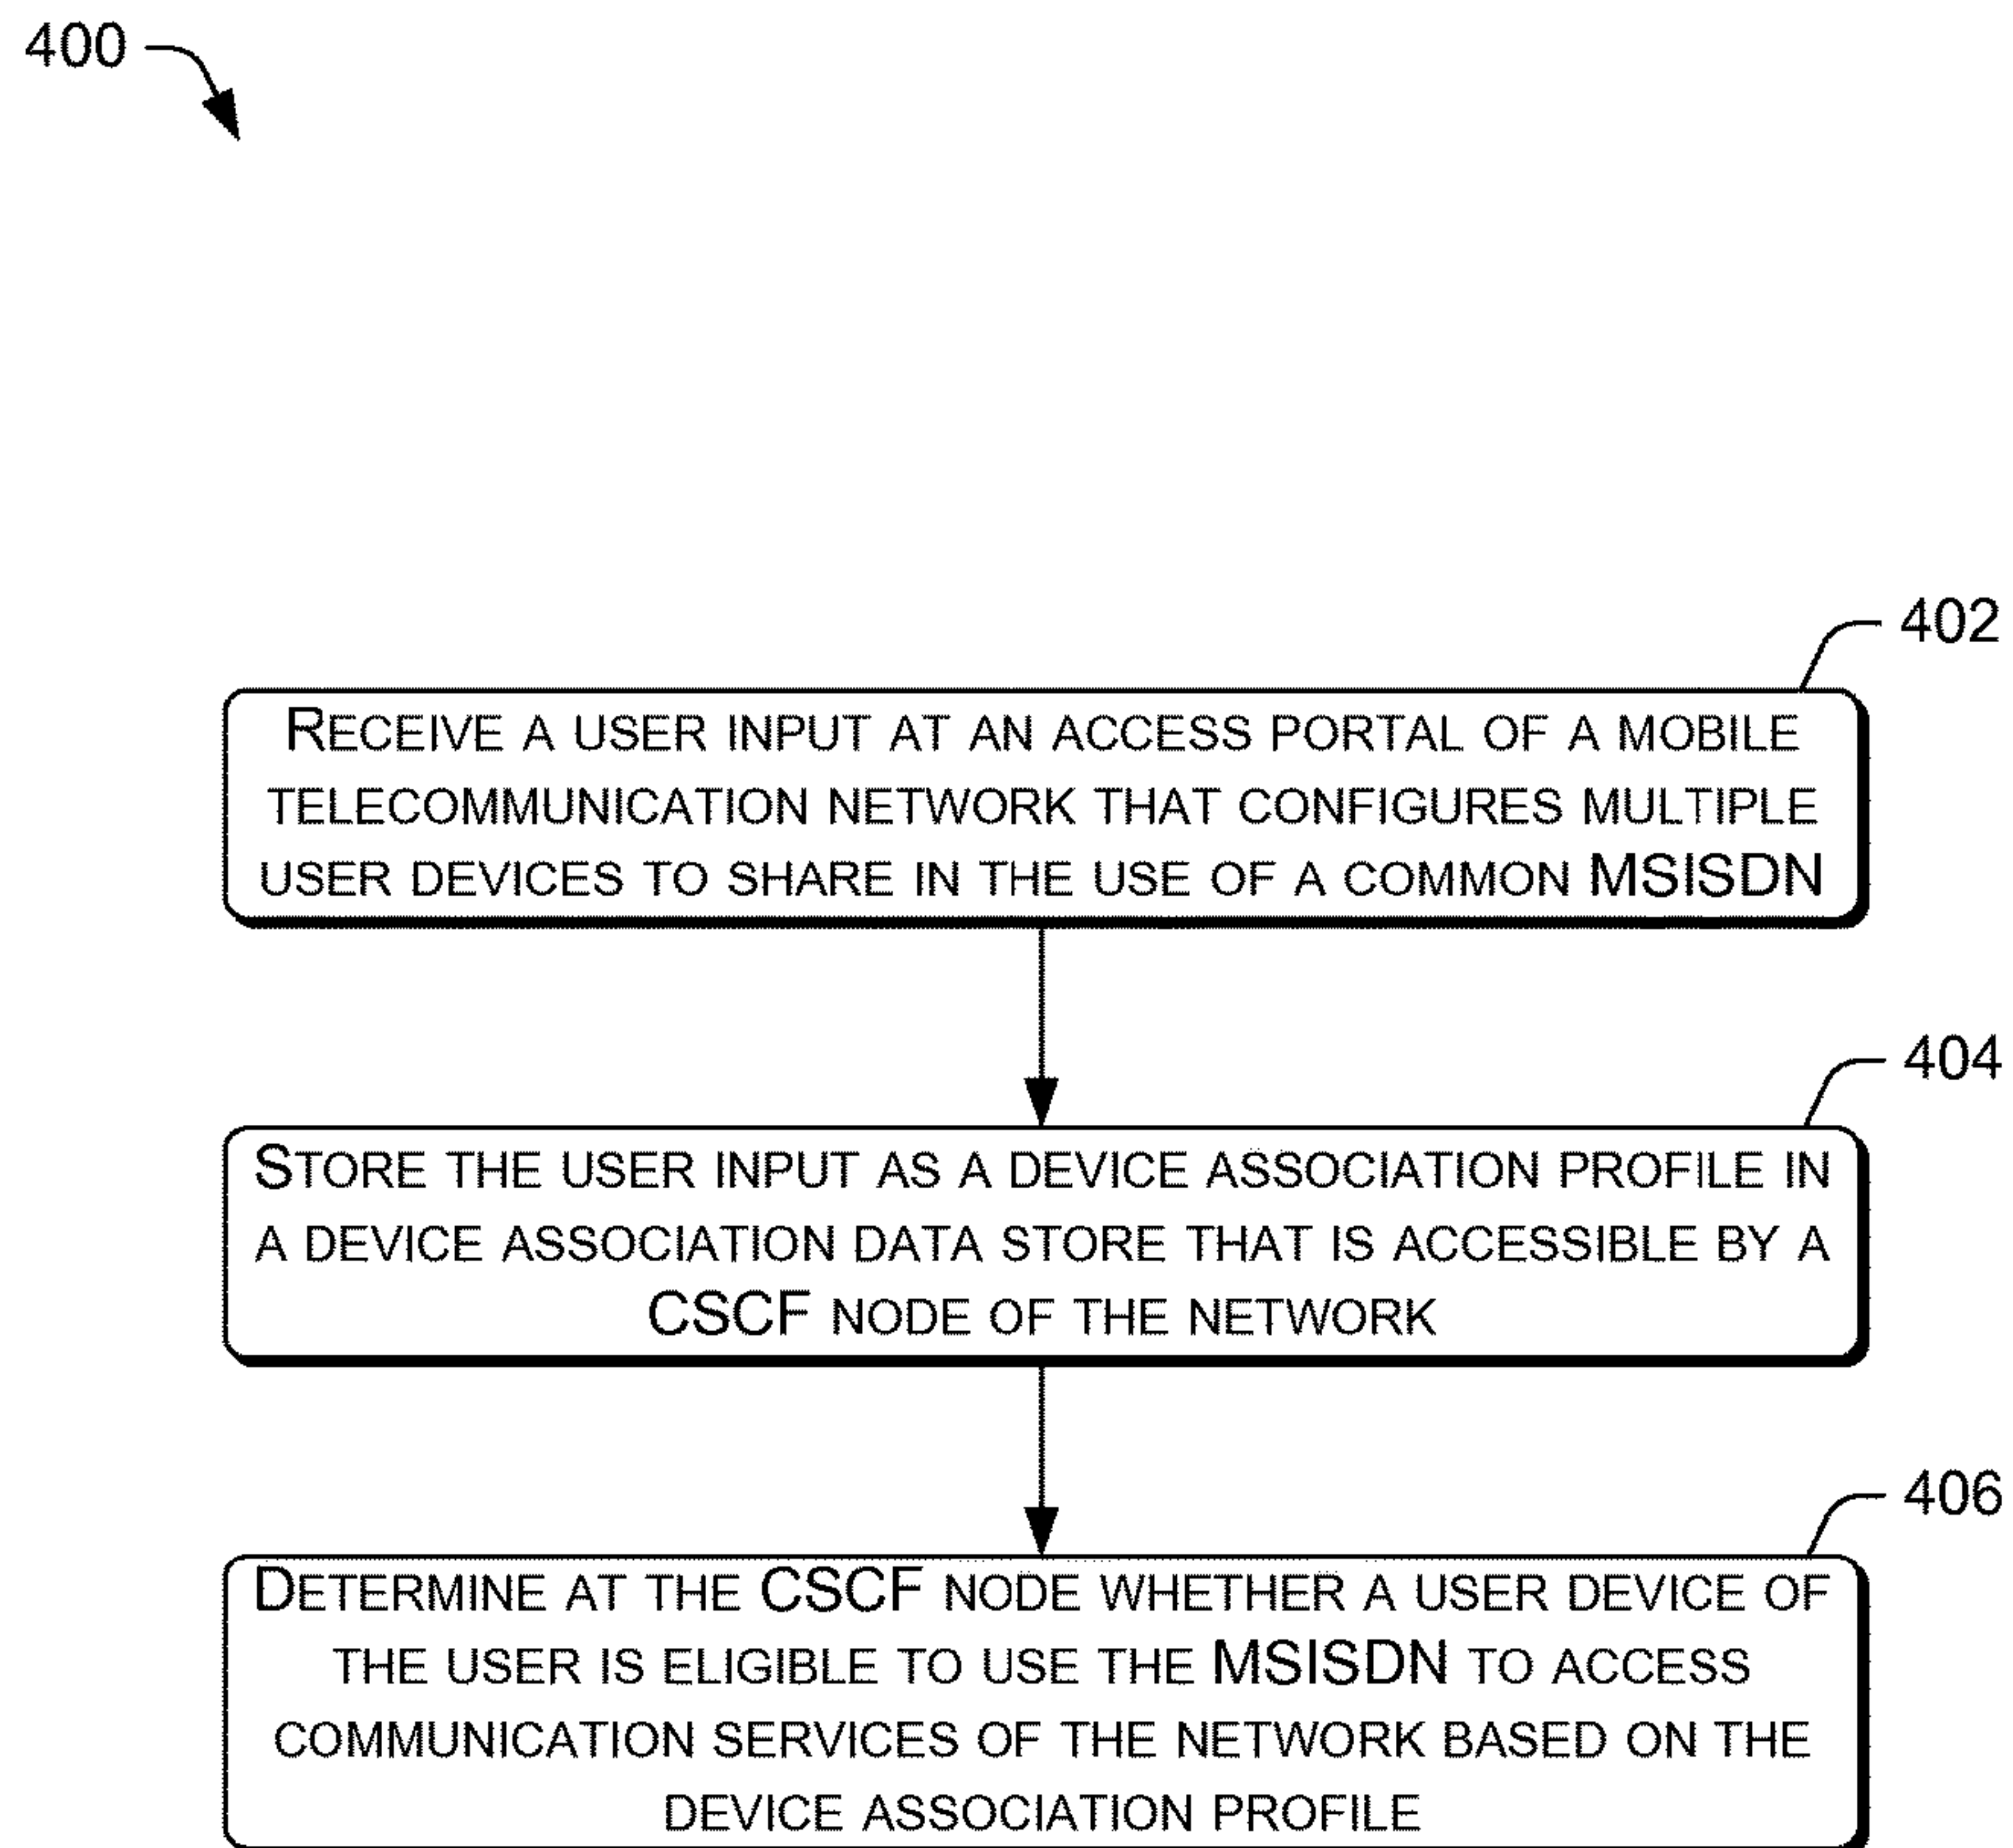 400
402
RECEIVE A USER INPUT AT AN ACCESS PORTAL OF A MOBILE
TELECOMMUNICATION NETWORK THAT CONFIGURES MULTIPLE
USER DEVICES TO SHARE IN THE USE OF A COMMON MSISDN
404
STORE THE USER INPUT AS A DEVICE ASSOCIATION PROFILE IN
A DEVICE ASSOCIATION DATA STORE THAT IS ACCESSIBLE BY A
CSCF NODE OF THE NETWORK
406
DETERMINE AT THE CSCF NODE WHETHER A USER DEVICE OF
THE USER IS ELIGIBLE TO USE THE MSISDN TO ACCESS
COMMUNICATION SERVICES OF THE NETWORK BASED ON THE
DEVICE ASSOCIATION PROFILE